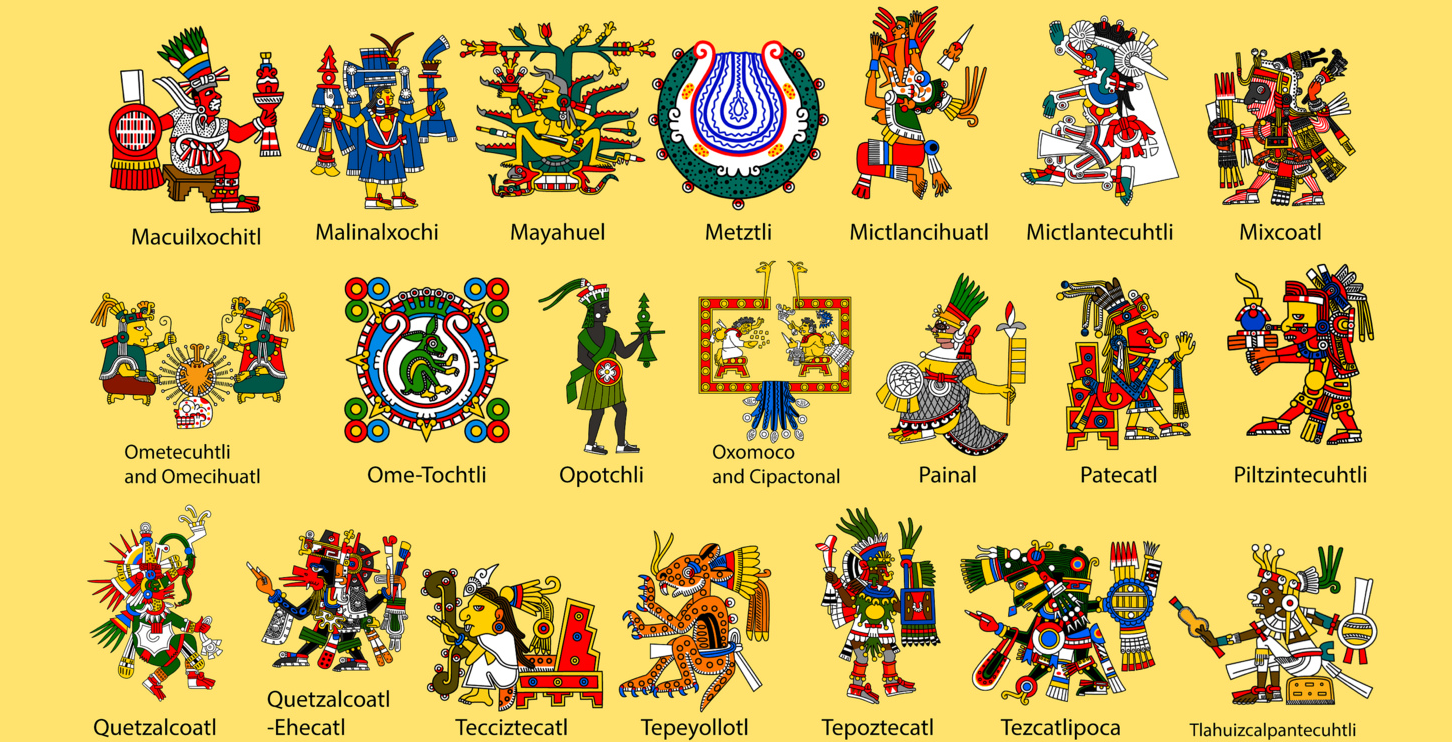 Macuilxochitl
Malinalxochi
Mayahuel
Metztli
Mictlancihuatl
Mictlantecuhtli
Mixcoatl
Ometecuhtli
and Omecihuatl
Ome-Tochtli
Opotchli
Oxomoco
and Cipactonal
Painal
Patecatl
Piltzintecuhtli
Quetzalcoatl
Quetzalcoatl
-Ehecatl
Tecciztecatl
Tepeyollotl
Tepoztecatl
Tezcatlipoca
Tlahuizcalpantecuhtli